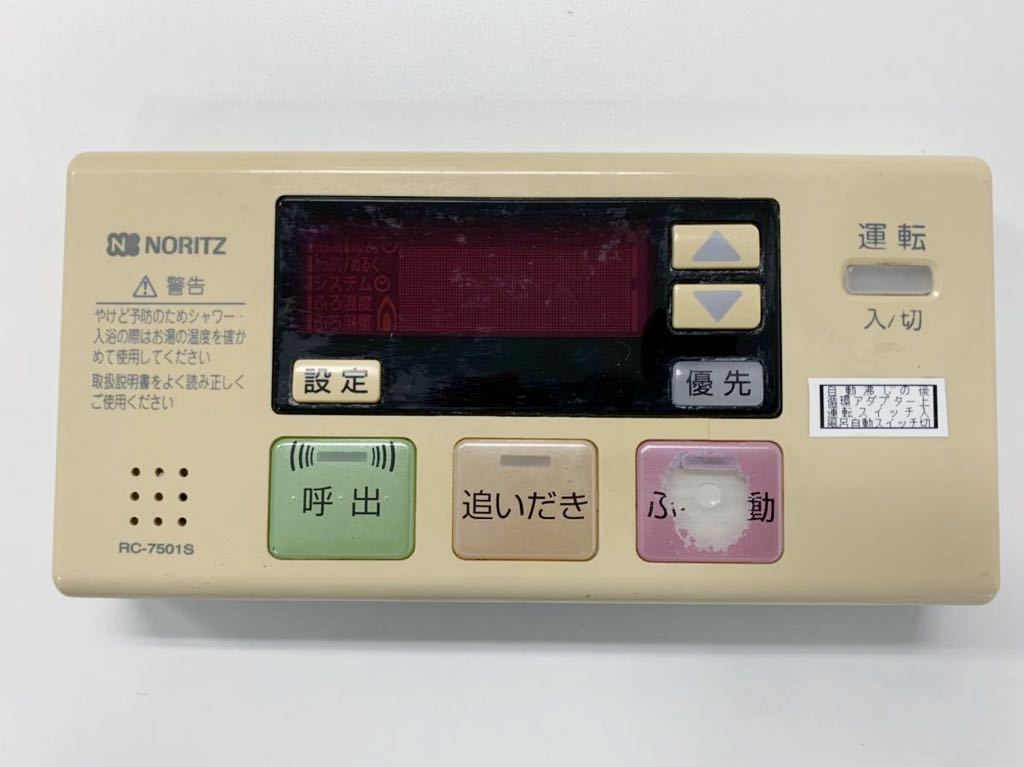 NORITZ
警告
やけど予防のためシャワー・
入浴の際はお湯の温度を確か
めて使用してください
取扱説明書をよく読み正しく
ご使用ください
RC-7501S
システム
ふろ温度
設定
優先
呼出
追いだき
ふ 動
運転
入/切
自動沸しの後
循環アダプター上
運転スイッチ入
風呂自動スイッチ切